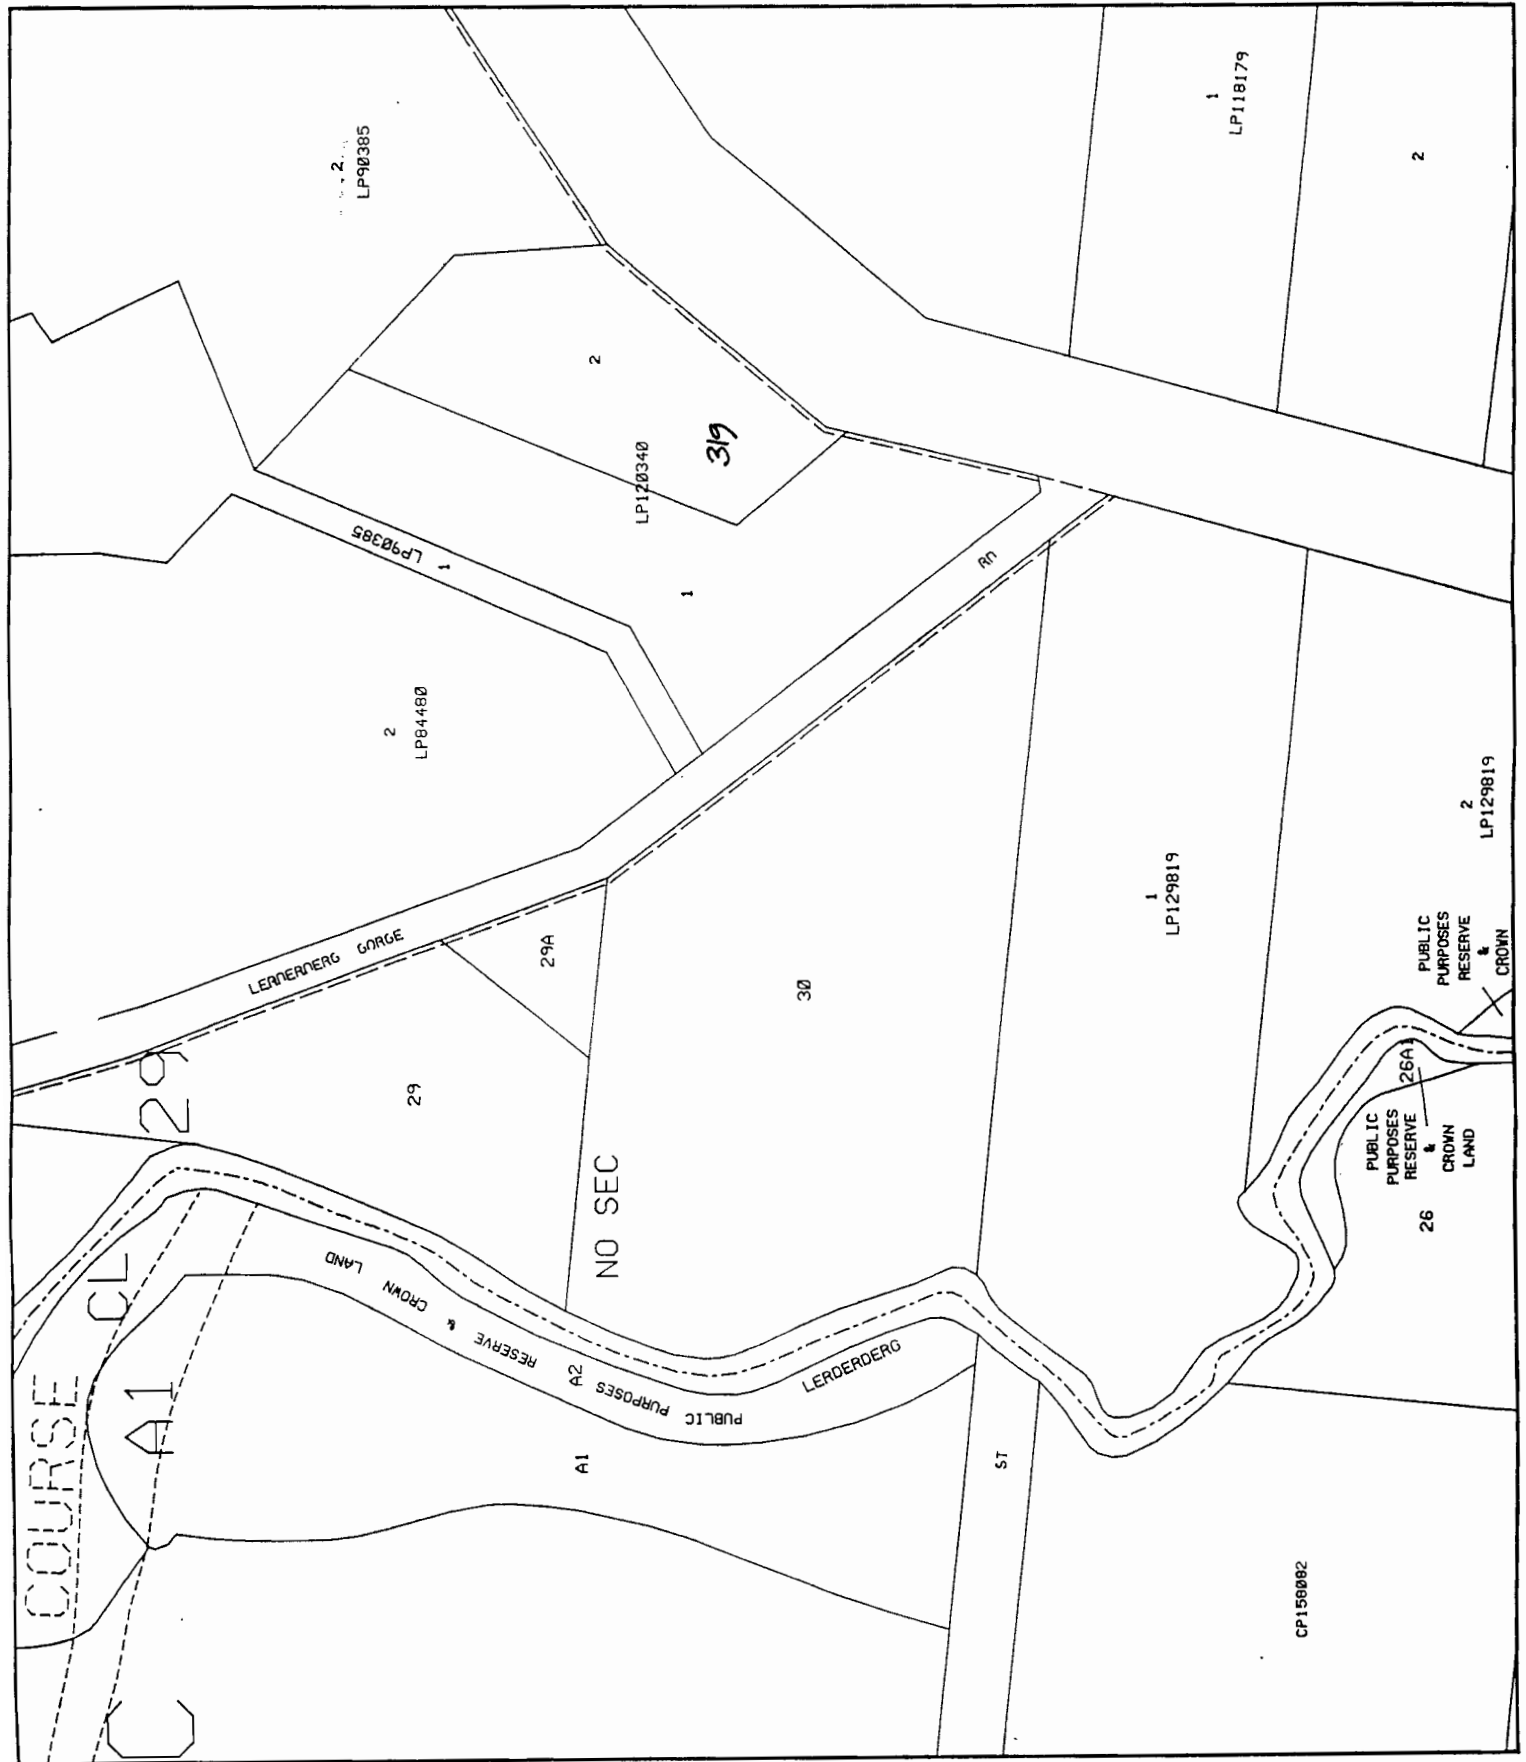 2
LP90385
1
LP118179
2
2
LP120340
319
LP90385
1
1
RD
2
LP84480
LERDERDERG GORGE
29A
29
29
30
1
LP129819
2
LP129819
PUBLIC
PURPOSES
RESERVE
&
CROWN
26A1
PUBLIC
PURPOSES
RESERVE
&
CROWN
LAND
26
NO SEC
CL
COURSE
A1
C
PUBLIC PURPOSES RESERVE & CROWN LAND
A2
LERDERDERG
A1
ST
CP158082